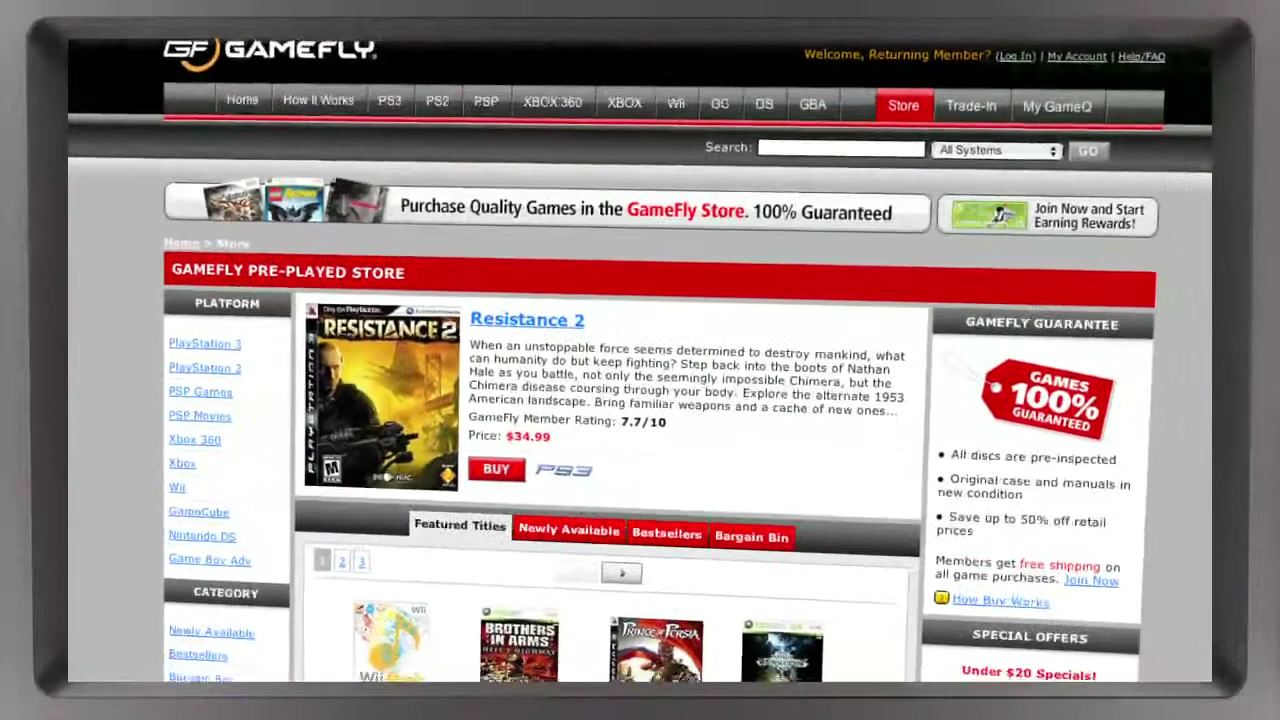 GF GAMEFLY
Welcome, Returning Member? (Log In) | My Account | Help/FAQ
Home How It Works PS3 PS2 PSP XBOX 360 XBOX Wii GC DS GBA Store Trade-In My GameQ
Search: All Systems GO
Purchase Quality Games in the GameFly Store. 100% Guaranteed
Join Now and Start
Earning Rewards!
Home > Store
GAMEFLY PRE-PLAYED STORE
PLATFORM
PlayStation 3
PlayStation 2
PSP Games
PSP Movies
Xbox 360
Xbox
Wii
GameCube
Nintendo DS
Game Boy Adv
CATEGORY
Newly Available
Bestsellers
RESISTANCE 2
PLAYSTATION 3
M
Resistance 2
When an unstoppable force seems determined to destroy mankind, what
can humanity do but keep fighting? Step back into the boots of Nathan
Hale as you battle, not only the seemingly impossible Chimera, but the
Chimera disease coursing through your body. Explore the alternate 1953
American landscape. Bring familiar weapons and a cache of new ones...
GameFly Member Rating: 7.7/10
Price: $34.99
BUY PS3
Featured Titles Newly Available Bestsellers Bargain Bin
1 2 3
Wii
Wii
BROTHERS
IN ARMS
HELL'S HIGHWAY
PRINCE OF PERSIA
GAMEFLY GUARANTEE
GAMES
100%
GUARANTEED
• All discs are pre-inspected
• Original case and manuals in
new condition
• Save up to 50% off retail
prices
Members get free shipping on
all game purchases. Join Now
How Buy Works
SPECIAL OFFERS
Under $20 Specials!